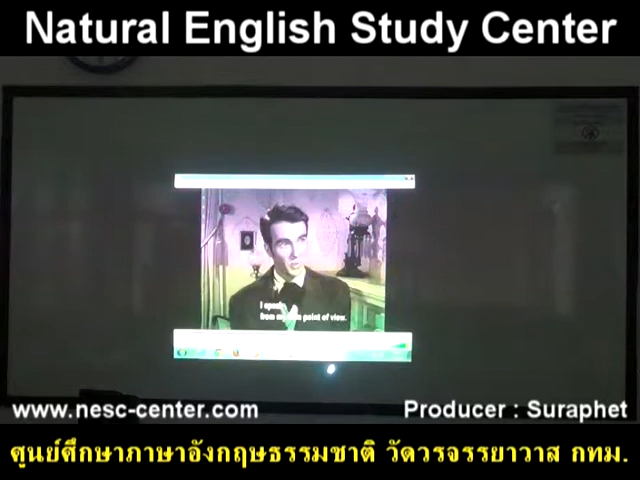 Natural English Study Center
I speak
from my own point of view.
www.nesc-center.com
Producer : Suraphet
ศูนย์ศึกษาภาษาอังกฤษธรรมชาติ วัดวรจรรยาวาส กทม.